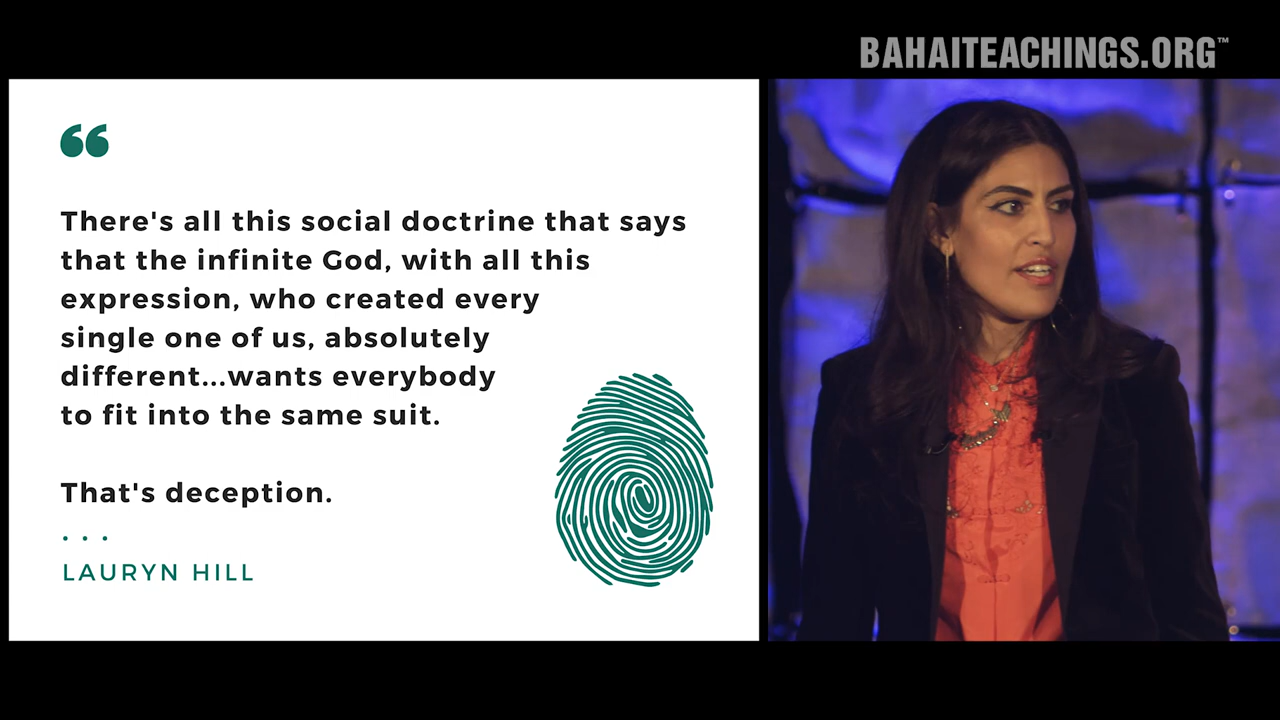 BAHAITEACHINGS.ORG™
“
There's all this social doctrine that says
that the infinite God, with all this
expression, who created every
single one of us, absolutely
different...wants everybody
to fit into the same suit.
That's deception.
...
LAURYN HILL